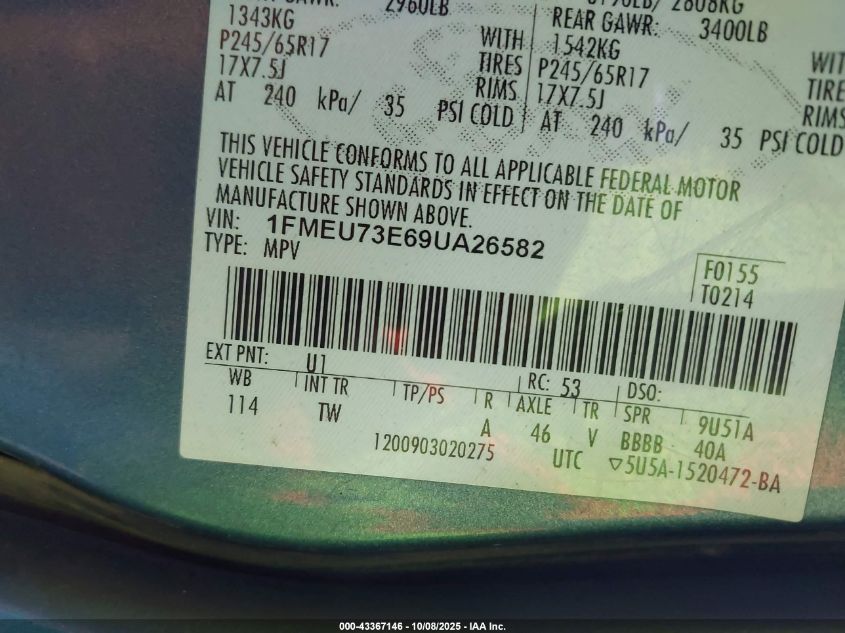 2960LB 2808KG
1343KG REAR GAWR: 3400LB
P245/65R17 WITH 1542KG WIT
17X7.5J TIRES P245/65R17 TIRE
RIMS 17X7.5J RIMS
AT 240 kPa/ 35 PSI COLD AT 240 kPa/ 35 PSI COLD
THIS VEHICLE CONFORMS TO ALL APPLICABLE FEDERAL MOTOR
VEHICLE SAFETY STANDARDS IN EFFECT ON THE DATE OF
MANUFACTURE SHOWN ABOVE.
VIN: 1FMEU73E69UA26582
TYPE: MPV
F0155
T0214
EXT PNT: U1 RC: 53 DSO:
WB INT TR TP/PS R AXLE TR SPR 9U51A
114 TW A 46 V BBBB 40A
1200903020275 UTC ▽5U5A-1520472-BA
000-43367146 - 10/08/2025 - IAA Inc.